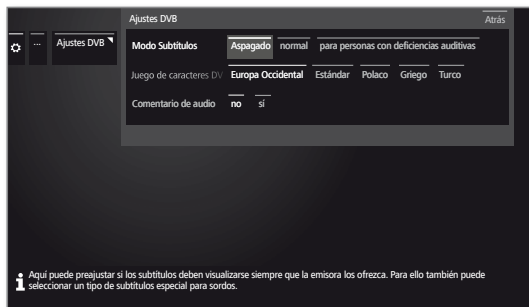 Ajustes DVB
Atrás
... Ajustes DVB
Modo Subtítulos Aspagado normal para personas con deficiencias auditivas
Juego de caracteres DV Europa Occidental Estándar Polaco Griego Turco
Comentario de audio no sí
Aquí puede preajustar si los subtítulos deben visualizarse siempre que la emisora los ofrezca. Para ello también puede
seleccionar un tipo de subtítulos especial para sordos.